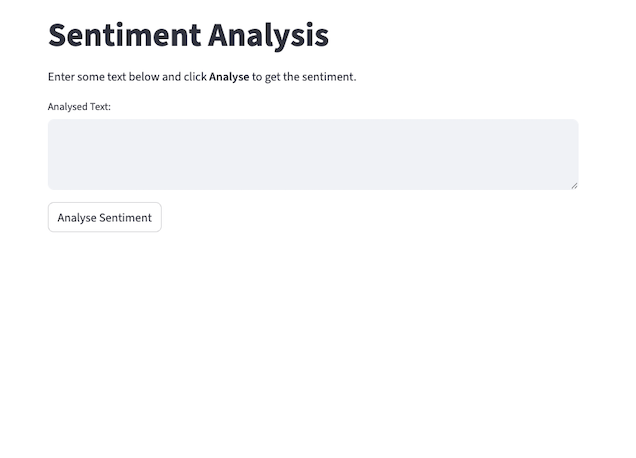 Sentiment Analysis
Enter some text below and click Analyse to get the sentiment.
Analysed Text:
Analyse Sentiment